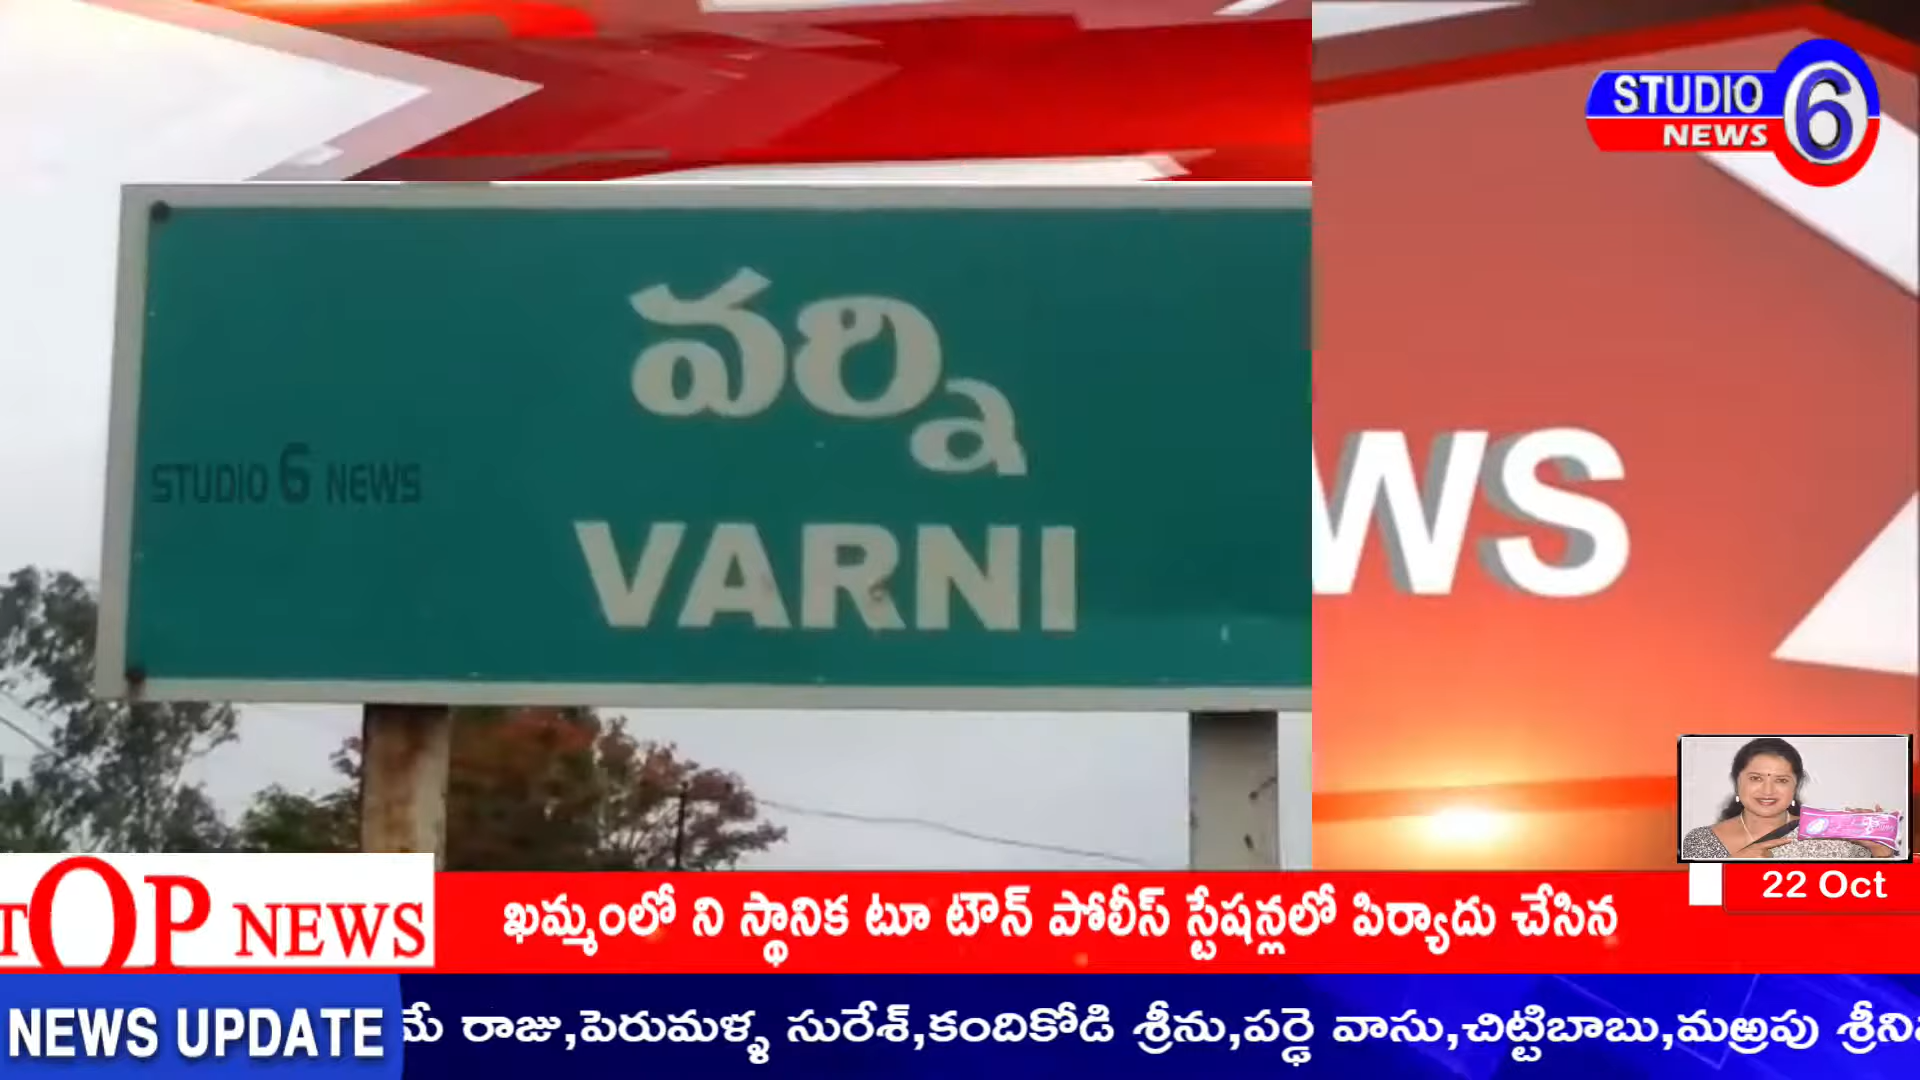 STUDIO 6
NEWS
వర్ని
STUDIO 6 NEWS
VARNI
WS
22 Oct
TOP NEWS
ఖమ్మంలో ని స్థానిక టూ టౌన్ పోలీస్ స్టేషన్లలో పిర్యాదు చేసిన
NEWS UPDATE
మే రాజు,పెరుమళ్ళ సురేశ్,కందికోడి శ్రీను,పర్ధె వాసు,చిట్టిబాబు,మఱ్ఱపు శ్రీని